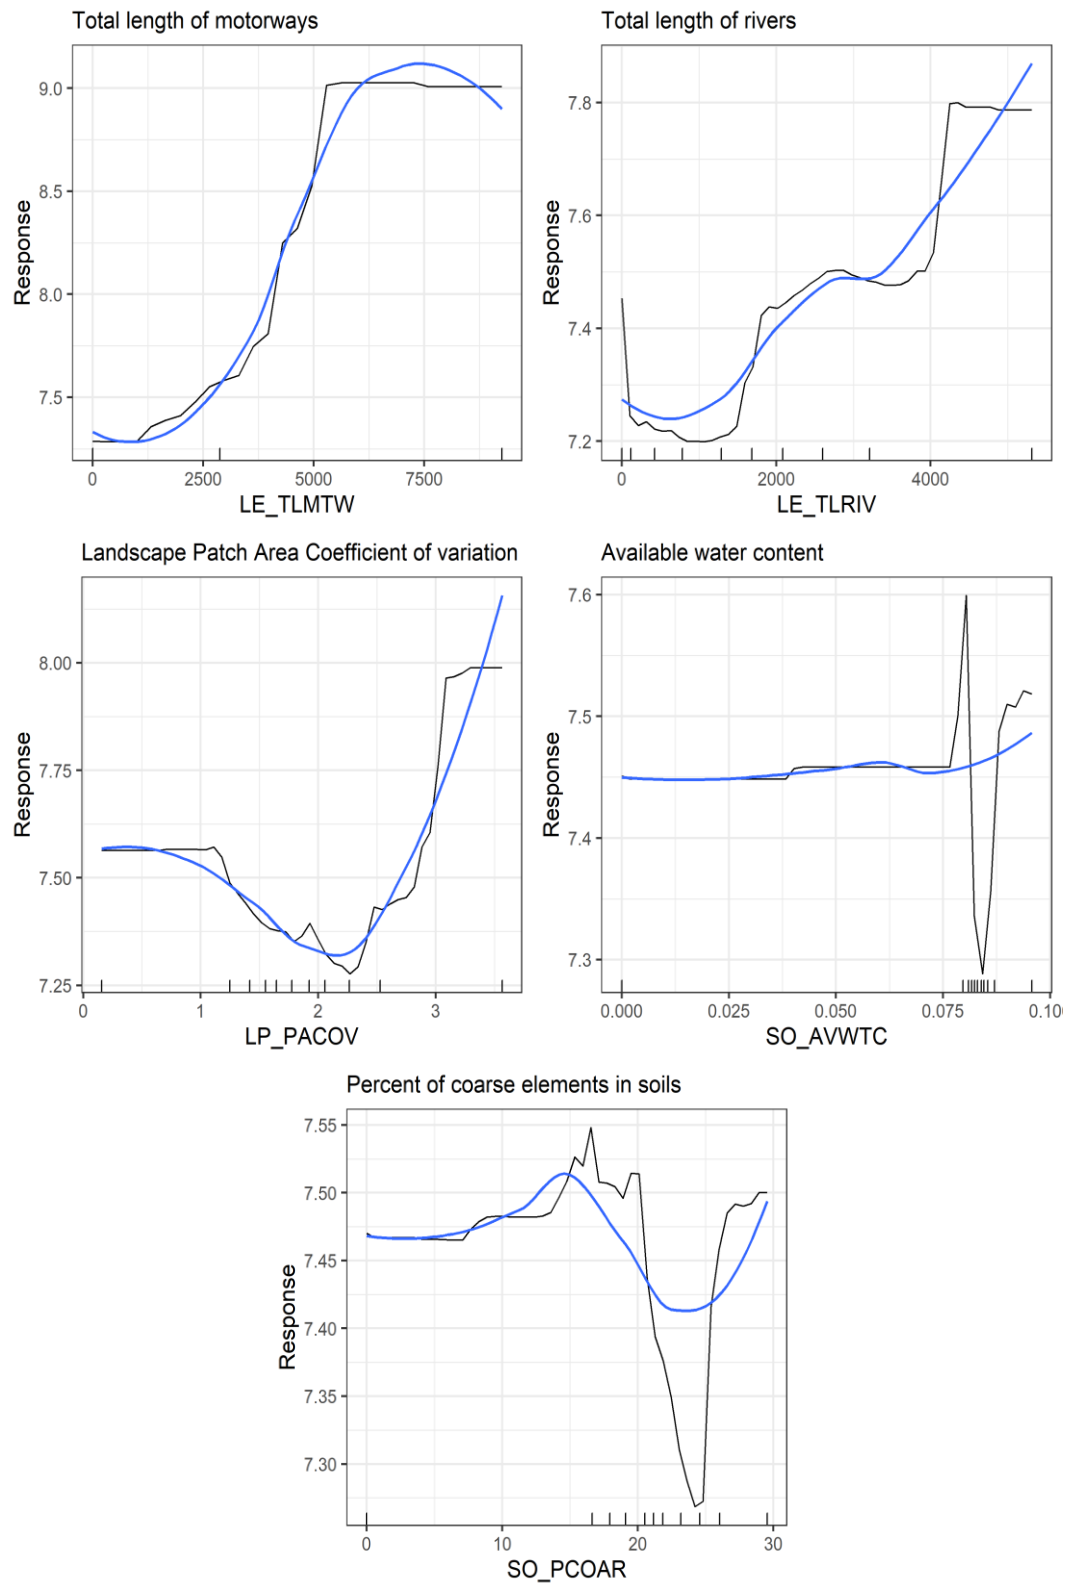 Total length of motorways
Response
9.0
8.5
8.0
7.5
0 2500 5000 7500
LE_TLMTW
Total length of rivers
Response
7.8
7.6
7.4
7.2
0 2000 4000
LE_TLRIV
Landscape Patch Area Coefficient of variation
Response
8.00
7.75
7.50
7.25
0 1 2 3
LP_PACOV
Available water content
Response
7.6
7.5
7.4
7.3
0.000 0.025 0.050 0.075 0.10
SO_AVWTC
Percent of coarse elements in soils
Response
7.55
7.50
7.45
7.40
7.35
7.30
0 10 20 30
SO_PCOAR